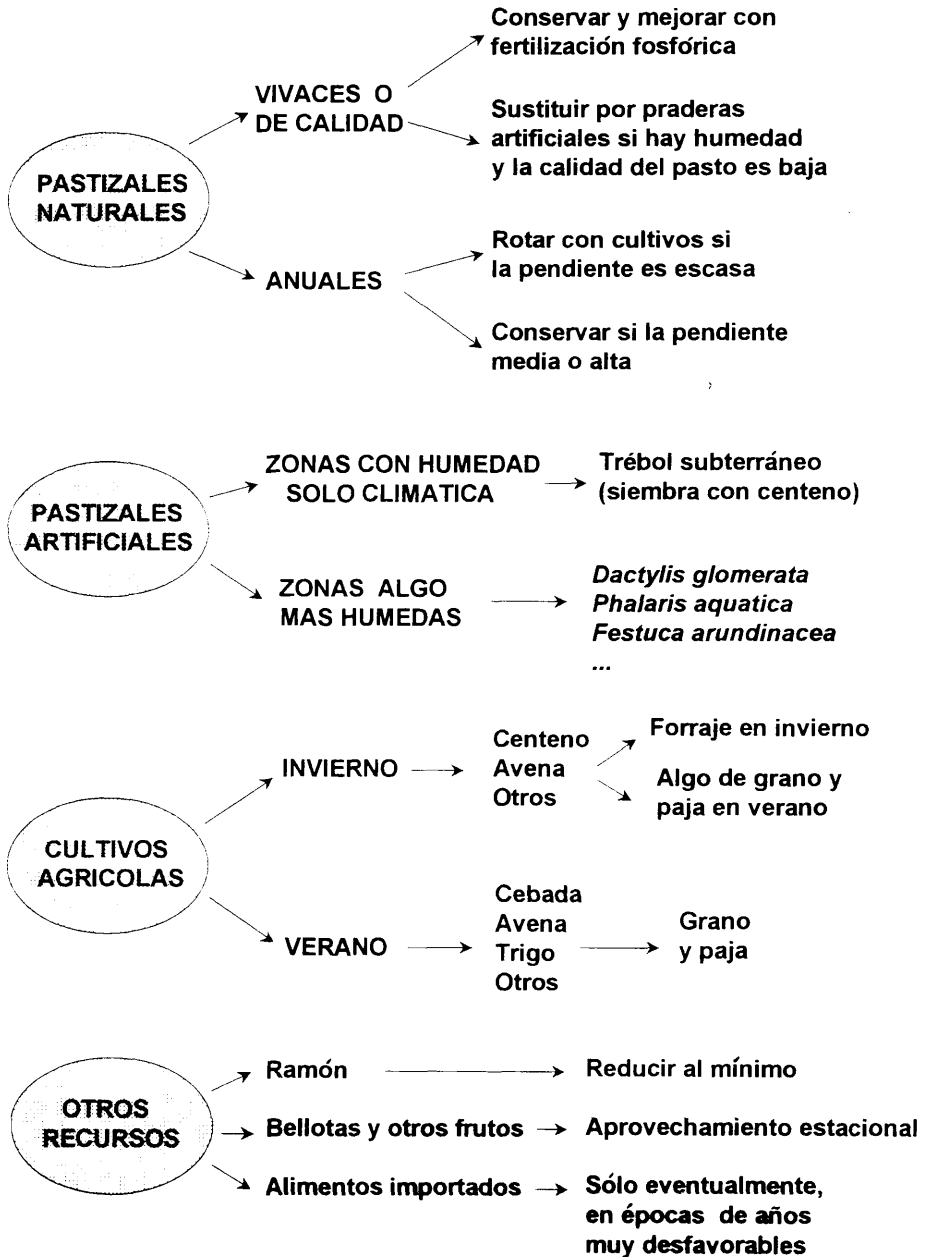 Conservar y mejorar con
fertilización fosfórica
VIVACES O
DE CALIDAD
Sustituir por praderas
artificiales si hay humedad
y la calidad del pasto es baja
PASTIZALES
NATURALES
Rotar con cultivos si
la pendiente es escasa
ANUALES
Conservar si la pendiente
media o alta
ZONAS CON HUMEDAD
SOLO CLIMATICA
Trébol subterráneo
(siembra con centeno)
PASTIZALES
ARTIFICIALES
ZONAS ALGO
MAS HUMEDAS
Dactylis glomerata
Phalaris aquatica
Festuca arundinacea
...
INVIERNO
Centeno
Avena
Otros
Forraje en invierno
Algo de grano y
paja en verano
CULTIVOS
AGRICOLAS
VERANO
Cebada
Avena
Trigo
Otros
Grano
y paja
Ramón
Reducir al mínimo
OTROS
RECURSOS
Bellotas y otros frutos
Aprovechamiento estacional
Alimentos importados
Sólo eventualmente,
en épocas de años
muy desfavorables